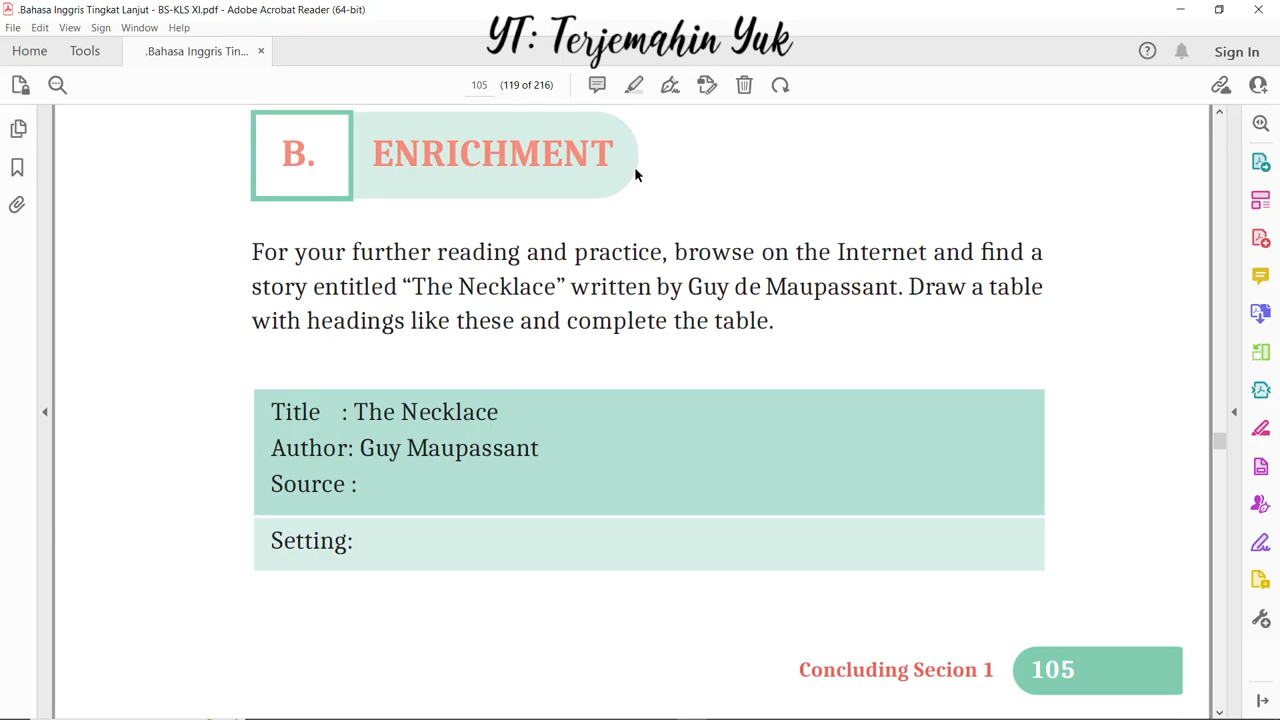 .Bahasa Inggris Tingkat Lanjut - BS-KLS XI.pdf - Adobe Acrobat Reader (64-bit)
YT: Terjemahin Yuk
File Edit View Sign Window Help
Home Tools .Bahasa Inggris Tin... × Sign In
105 (119 of 216)
B. ENRICHMENT
For your further reading and practice, browse on the Internet and find a
story entitled “The Necklace” written by Guy de Maupassant. Draw a table
with headings like these and complete the table.
Title : The Necklace
Author: Guy Maupassant
Source :
Setting:
Concluding Secion 1 105